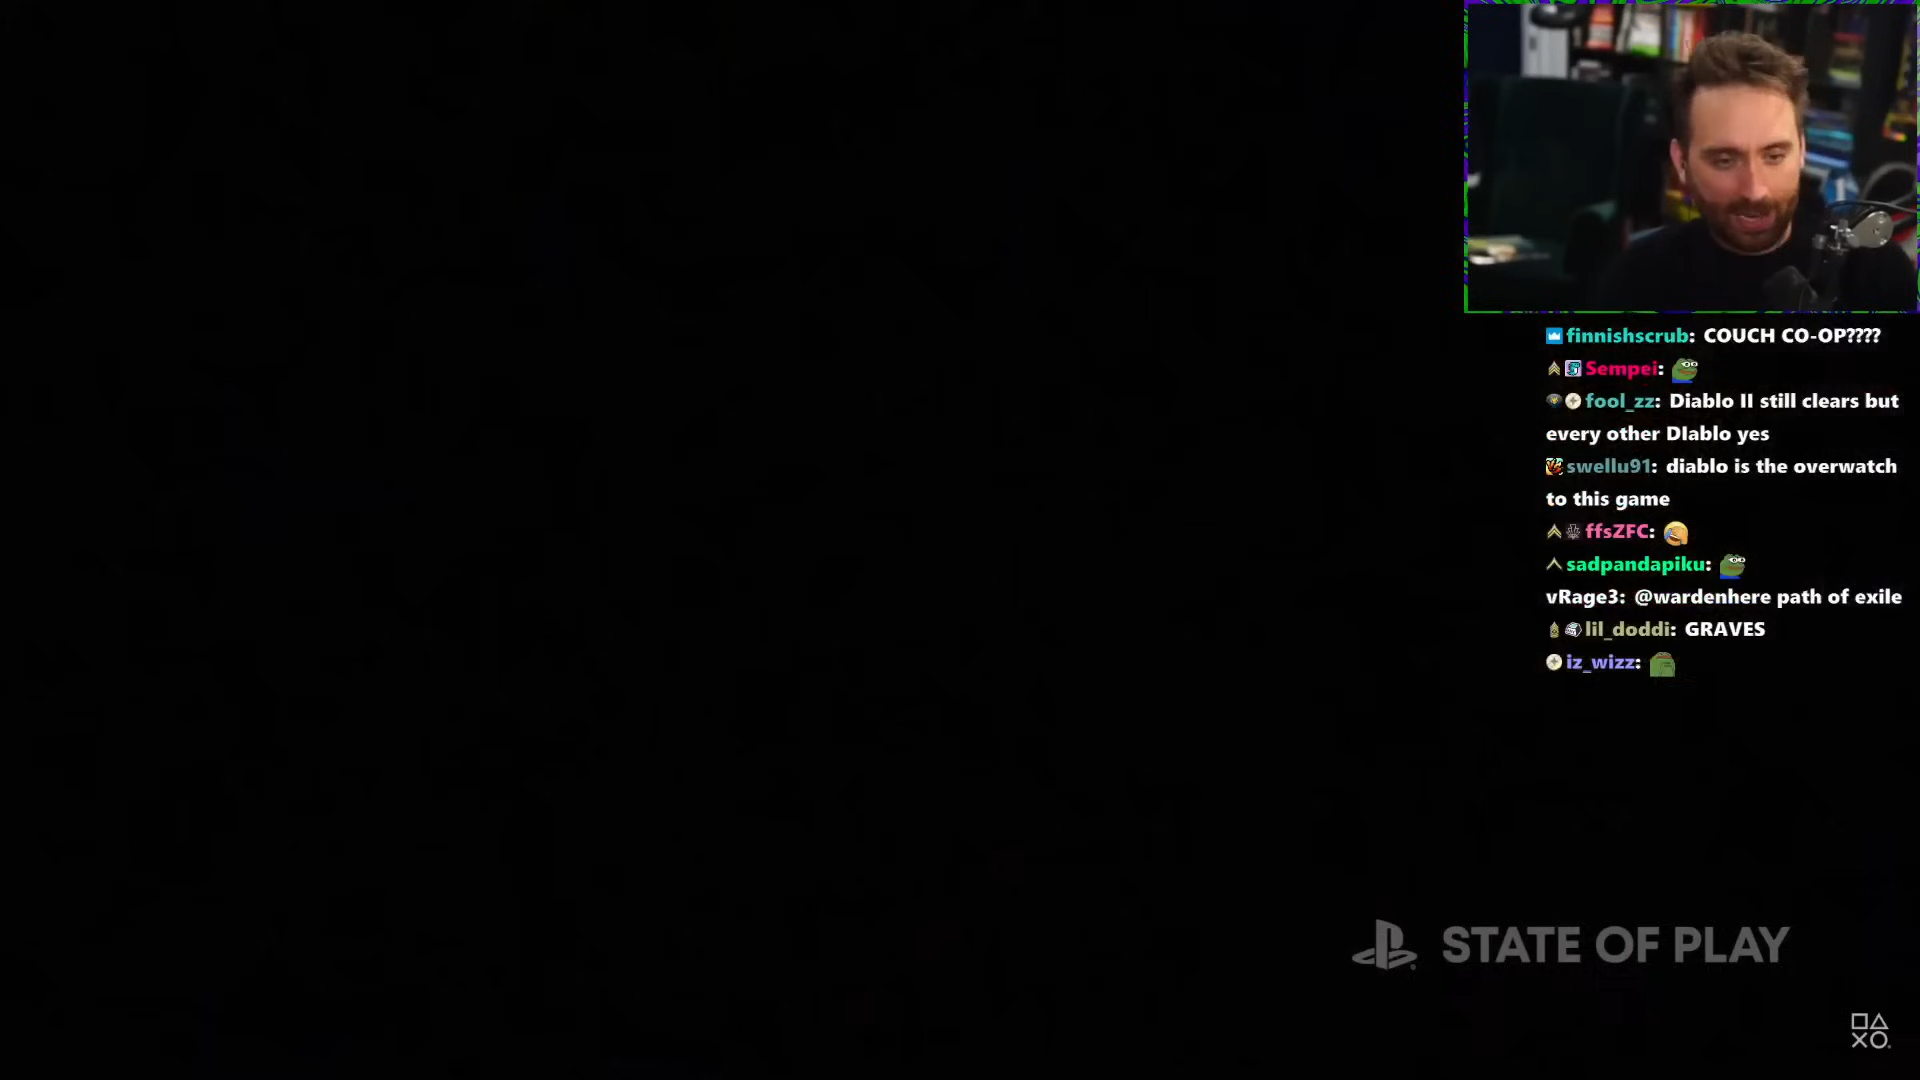 finnishscrub: COUCH CO-OP????
Sempei:
fool_zz: Diablo II still clears but
every other DIablo yes
swellu91: diablo is the overwatch
to this game
ffsZFC:
sadpandapiku:
vRage3: @wardenhere path of exile
lil_doddi: GRAVES
iz_wizz:
STATE OF PLAY